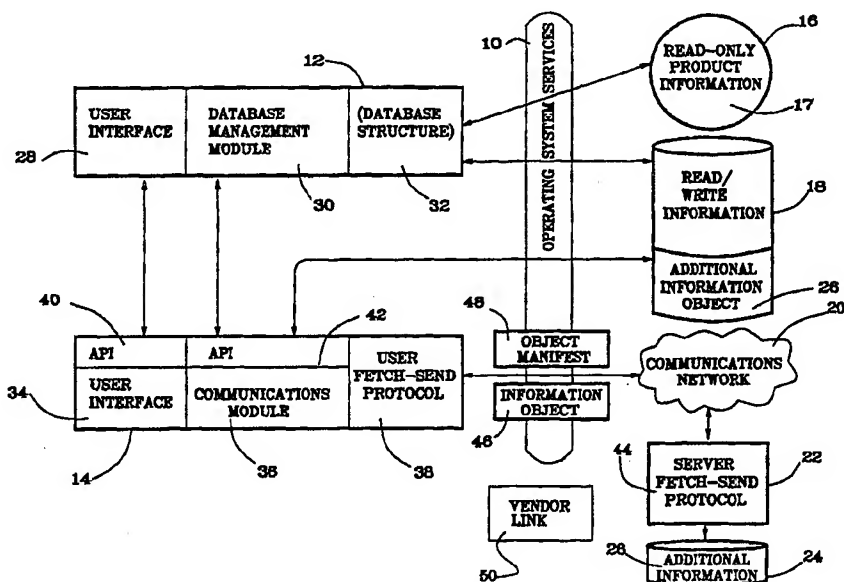 12
USER
INTERFACE
28
DATABASE
MANAGEMENT
MODULE
30
(DATABASE
STRUCTURE)
32
10
OPERATING SYSTEM SERVICES
16
READ-ONLY
PRODUCT
INFORMATION
17
READ/
WRITE
INFORMATION
18
ADDITIONAL
INFORMATION
OBJECT
26
40
API
API
42
34
USER
INTERFACE
COMMUNICATIONS
MODULE
USER
FETCH-SEND
PROTOCOL
14
36
38
48
OBJECT
MANIFEST
INFORMATION
OBJECT
46
20
COMMUNICATIONS
NETWORK
44
SERVER
FETCH-SEND
PROTOCOL
22
VENDOR
LINK
50
26
ADDITIONAL
INFORMATION
24